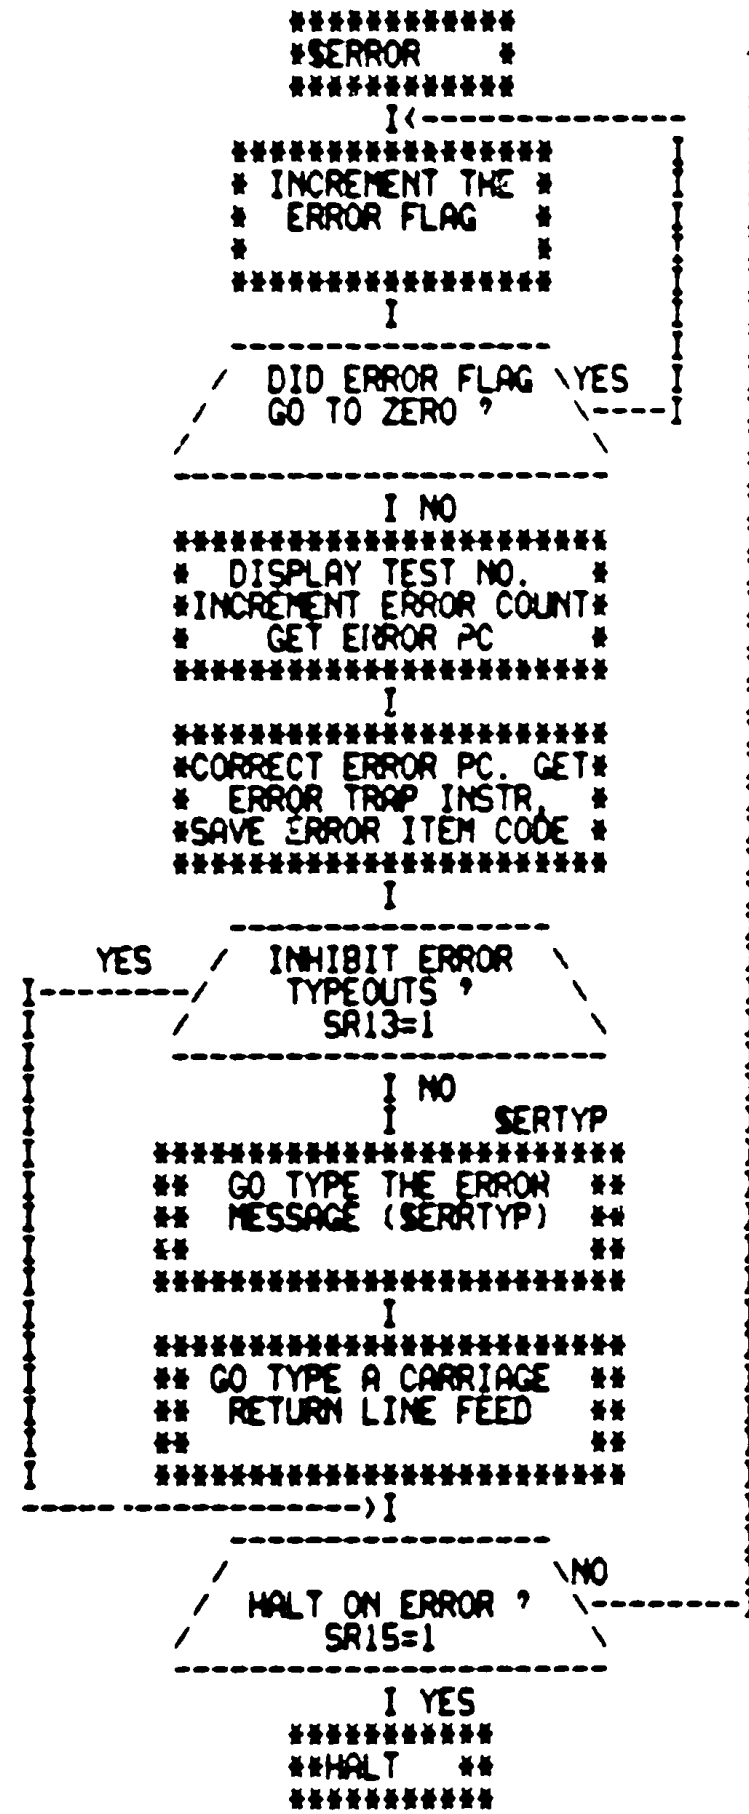 $ERROR
INCREMENT THE
ERROR FLAG
DID ERROR FLAG YES
GO TO ZERO ?
NO
DISPLAY TEST NO.
INCREMENT ERROR COUNT
GET ERROR PC
CORRECT ERROR PC. GET
ERROR TRAP INSTR,
SAVE ERROR ITEM CODE
YES INHIBIT ERROR
TYPEOUTS ?
SR13=1
NO
$ERTYP
GO TYPE THE ERROR
MESSAGE ($ERRTYP)
GO TYPE A CARRIAGE
RETURN LINE FEED
NO
HALT ON ERROR ?
SR15=1
YES
HALT